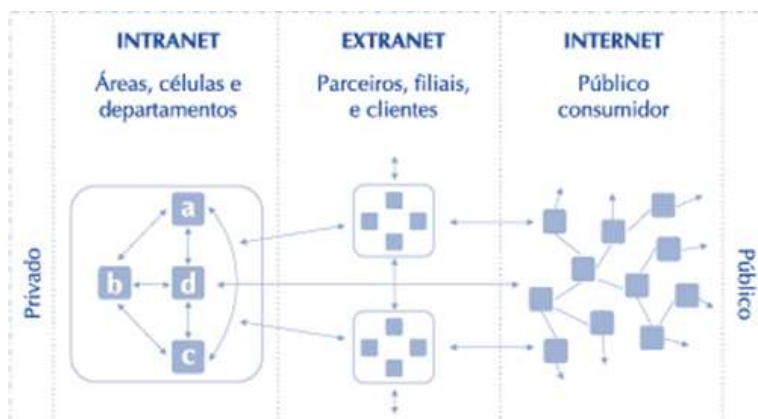 INTRANET
Áreas, células e
departamentos
EXTRANET
Parceiros, filiais,
e clientes
INTERNET
Público
consumidor
Privado
a
b
d
c
Público